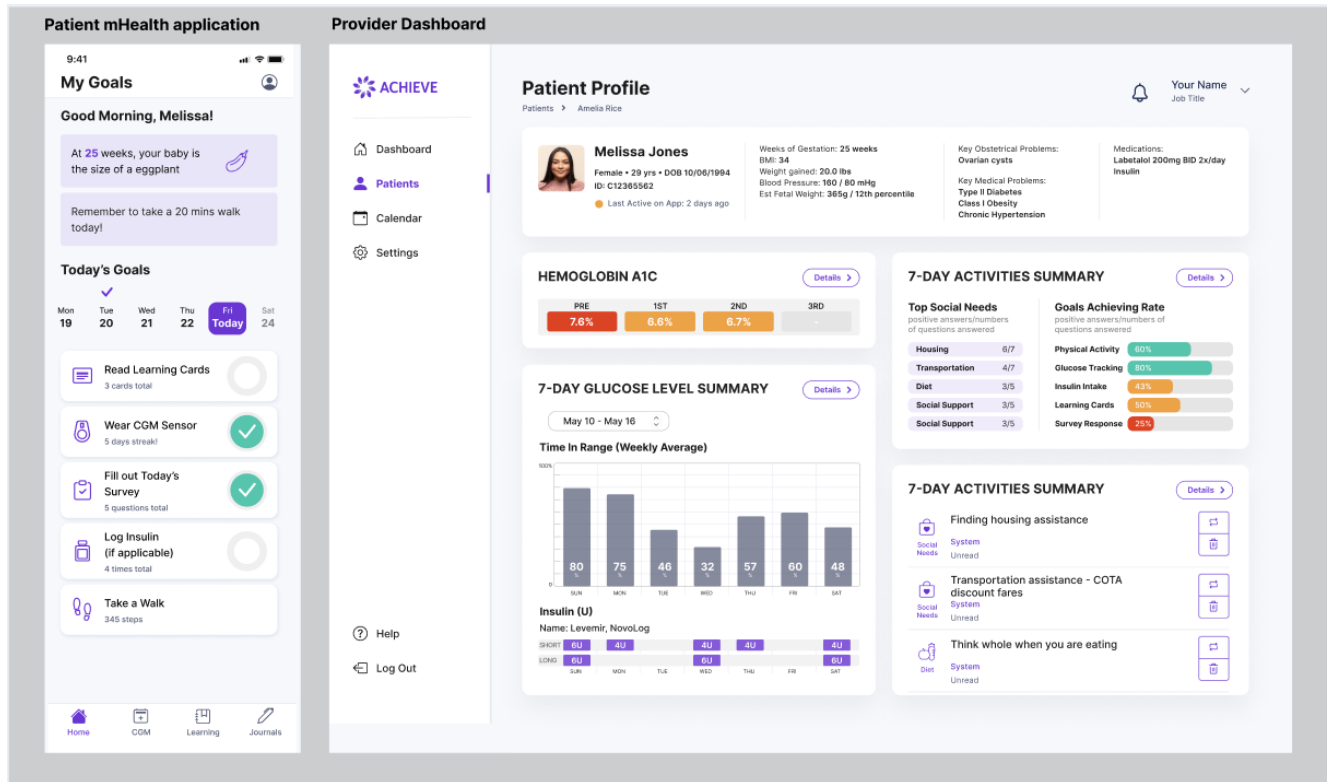 Patient mHealth application
9:41
My Goals
Good Morning, Melissa!
At 25 weeks, your baby is
the size of a eggplant
Remember to take a 20 mins walk
today!
Today's Goals
Mon Tue Wed Thu Fri Sat
19 20 21 22 Today 24
Read Learning Cards
3 cards total
Wear CGM Sensor
5 days streak!
Fill out Today's
Survey
5 questions total
Log Insulin
(if applicable)
4 times total
Take a Walk
345 steps
Home CGM Learning Journals
Provider Dashboard
ACHIEVE
Dashboard
Patients
Calendar
Settings
Help
Log Out
Patient Profile
Patients > Amelia Rice
Your Name
Job Title
Melissa Jones
Female • 29 yrs • DOB 10/06/1994
ID: C12365562
Last Active on App: 2 days ago
Weeks of Gestation: 25 weeks
BMI: 34
Weight gained: 20.0 lbs
Blood Pressure: 160 / 80 mHg
Est Fetal Weight: 365g / 12th percentile
Key Obstetrical Problems:
Ovarian cysts
Key Medical Problems:
Type II Diabetes
Class I Obesity
Chronic Hypertension
Medications:
Labetalol 200mg BID 2x/day
Insulin
HEMOGLOBIN A1C
Details >
PRE 1ST 2ND 3RD
7.6% 6.6% 6.7% -
7-DAY GLUCOSE LEVEL SUMMARY
Details >
May 10 - May 16
Time In Range (Weekly Average)
100%
80 75 46 32 57 60 48
% % % % % % %
0
SUN MON TUE WED THU FRI SAT
Insulin (U)
Name: Levemir, NovoLog
SHORT 6U 4U 4U 4U 4U
LONG 6U 6U 6U
SUN MON TUE WED THU FRI SAT
7-DAY ACTIVITIES SUMMARY
Details >
Top Social Needs
positive answers/numbers
of questions answered
Housing 6/7
Transportation 4/7
Diet 3/5
Social Support 3/5
Social Support 3/5
Goals Achieving Rate
positive answers/numbers of
questions answered
Physical Activity 60%
Glucose Tracking 80%
Insulin Intake 43%
Learning Cards 50%
Survey Response 25%
7-DAY ACTIVITIES SUMMARY
Details >
Social
Needs
Finding housing assistance
System
Unread
Social
Needs
Transportation assistance - COTA
discount fares
System
Unread
Diet
Think whole when you are eating
System
Unread